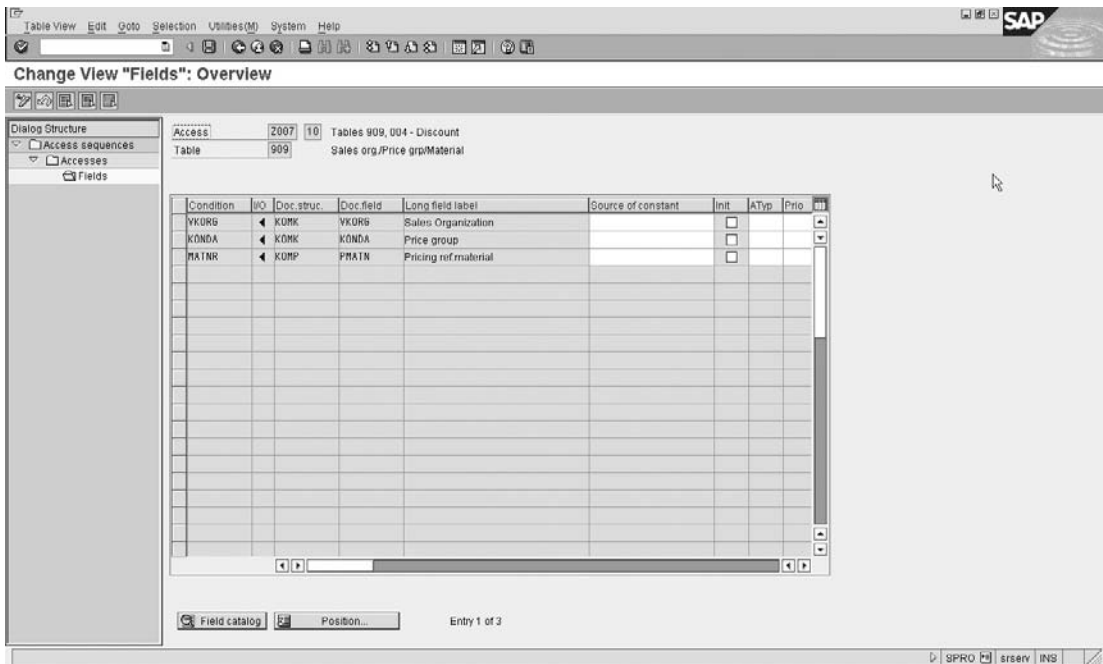 Table View Edit Goto Selection Utilities(M) System Help
SAP
Change View "Fields": Overview
Dialog Structure
Access sequences
Accesses
Fields
Access 2007 10 Tables 909, 004 - Discount
Table 909 Sales org./Price grp/Material
Condition I/O Doc.struc. Doc.field Long field label Source of constant Init ATyp Prio
VKORG KOMK VKORG Sales Organization
KONDA KOMK KONDA Price group
MATNR KOMP PMATN Pricing ref.material
Field catalog Position... Entry 1 of 3
SPRO srserv INS